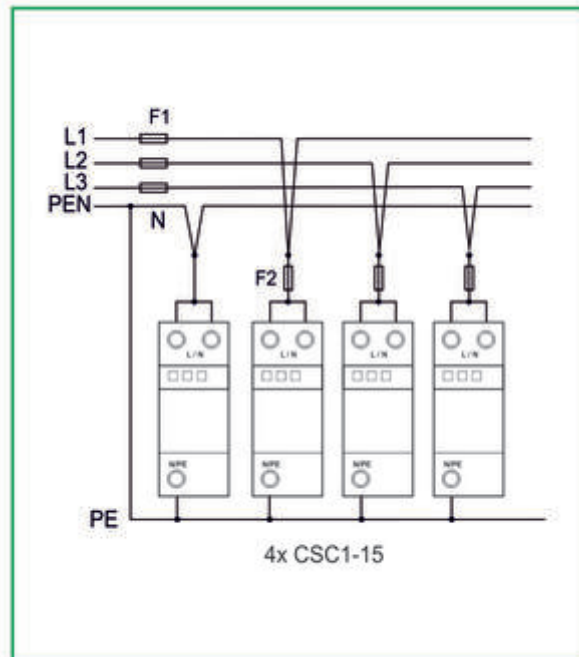 F1
L1
L2
L3
PEN
N
F2
L/N L/N L/N L/N
N/PE N/PE N/PE N/PE
PE
4x CSC1-15